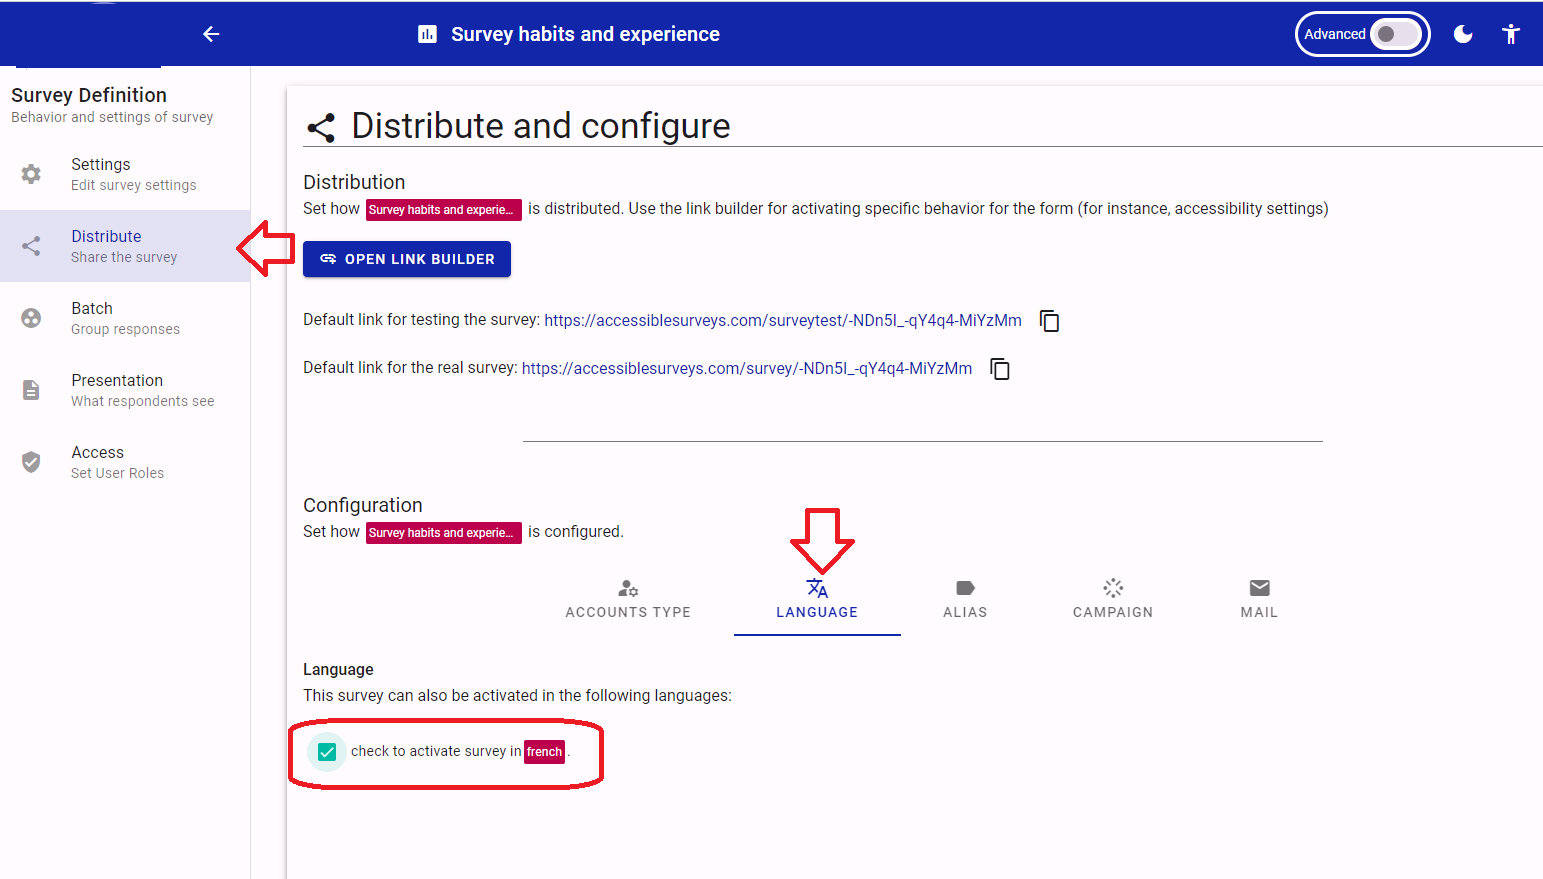 Survey habits and experience
Advanced
Survey Definition
Behavior and settings of survey
Settings
Edit survey settings
Distribute
Share the survey
Batch
Group responses
Presentation
What respondents see
Access
Set User Roles
Distribute and configure
Distribution
Set how Survey habits and experie... is distributed. Use the link builder for activating specific behavior for the form (for instance, accessibility settings)
OPEN LINK BUILDER
Default link for testing the survey: https://accessiblesurveys.com/surveytest/-NDn5I_-qY4q4-MiYzMm
Default link for the real survey: https://accessiblesurveys.com/survey/-NDn5I_-qY4q4-MiYzMm
Configuration
Set how Survey habits and experie... is configured.
ACCOUNTS TYPE
LANGUAGE
ALIAS
CAMPAIGN
MAIL
Language
This survey can also be activated in the following languages:
check to activate survey in french .